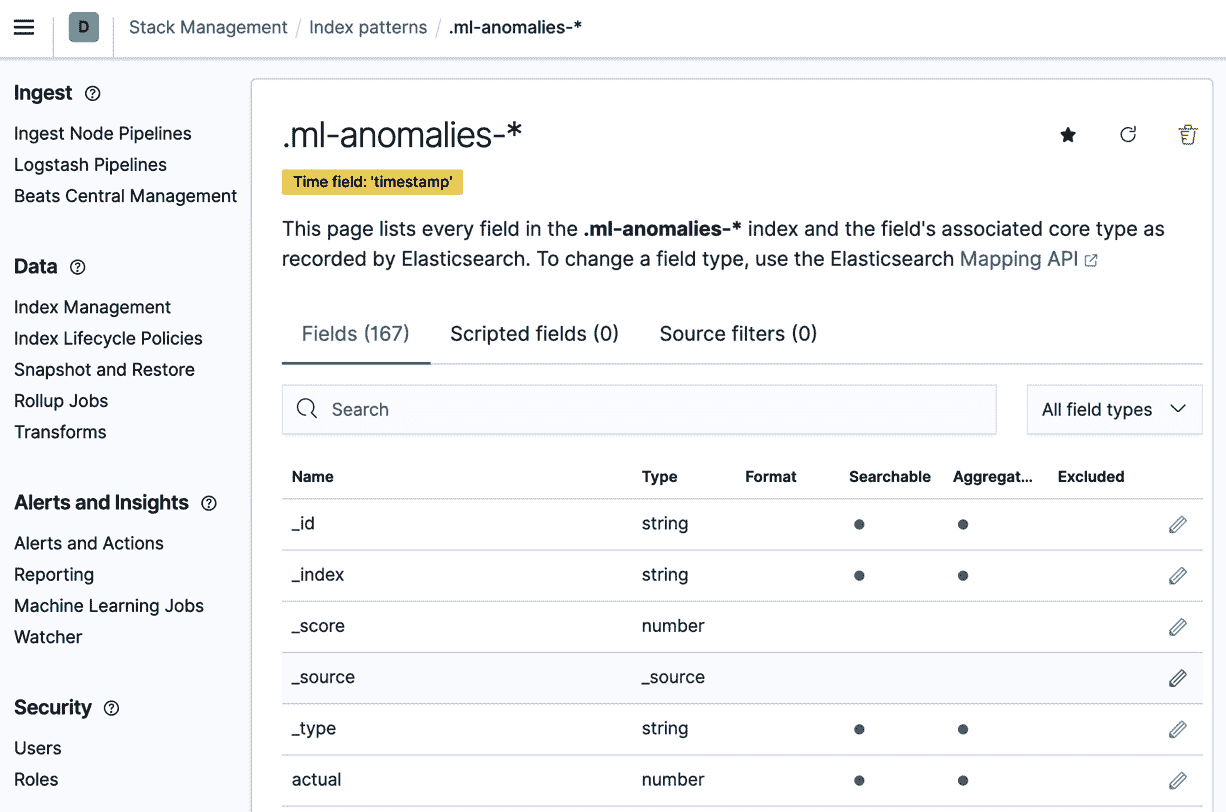 D Stack Management / Index patterns / .ml-anomalies-*
Ingest
Ingest Node Pipelines
Logstash Pipelines
Beats Central Management
Data
Index Management
Index Lifecycle Policies
Snapshot and Restore
Rollup Jobs
Transforms
Alerts and Insights
Alerts and Actions
Reporting
Machine Learning Jobs
Watcher
Security
Users
Roles
.ml-anomalies-*
Time field: 'timestamp'
This page lists every field in the .ml-anomalies-* index and the field's associated core type as
recorded by Elasticsearch. To change a field type, use the Elasticsearch Mapping API
Fields (167) Scripted fields (0) Source filters (0)
Search All field types
Name Type Format Searchable Aggregat... Excluded
_id string
_index string
_score number
_source _source
_type string
actual number